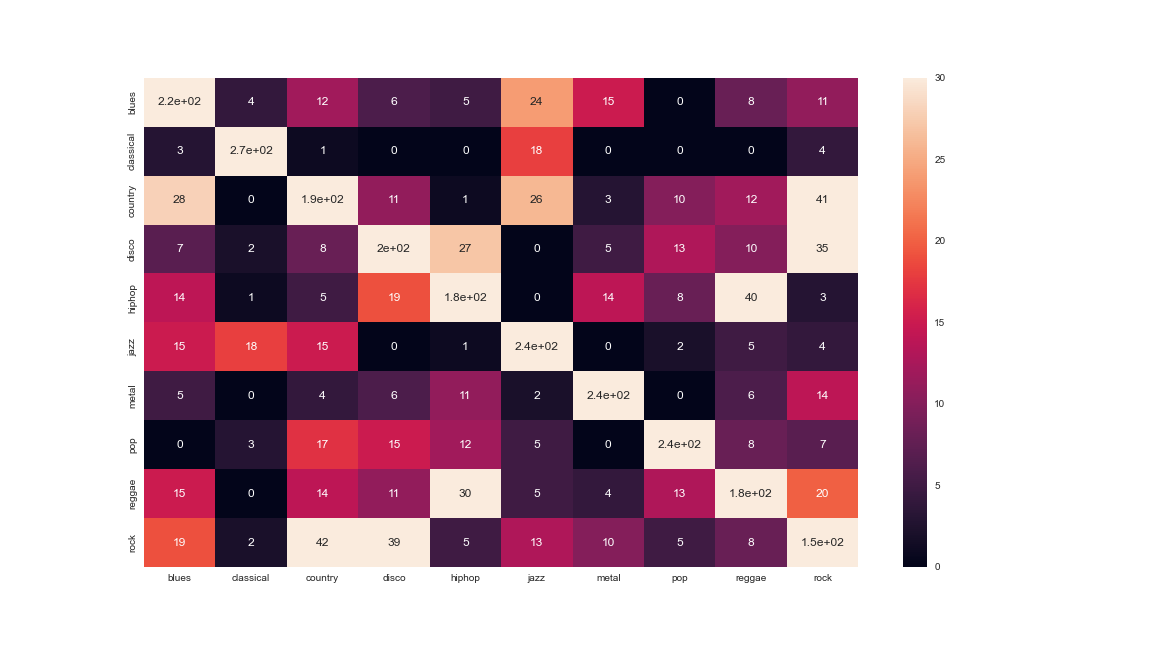 blues 2.2e+02 4 12 6 5 24 15 0 8 11
classical 3 2.7e+02 1 0 0 18 0 0 0 4
country 28 0 1.9e+02 11 1 26 3 10 12 41
disco 7 2 8 2e+02 27 0 5 13 10 35
hiphop 14 1 5 19 1.8e+02 0 14 8 40 3
jazz 15 18 15 0 1 2.4e+02 0 2 5 4
metal 5 0 4 6 11 2 2.4e+02 0 6 14
pop 0 3 17 15 12 5 0 2.4e+02 8 7
reggae 15 0 14 11 30 5 4 13 1.8e+02 20
rock 19 2 42 39 5 13 10 5 8 1.5e+02
blues classical country disco hiphop jazz metal pop reggae rock
30
25
20
15
10
5
0